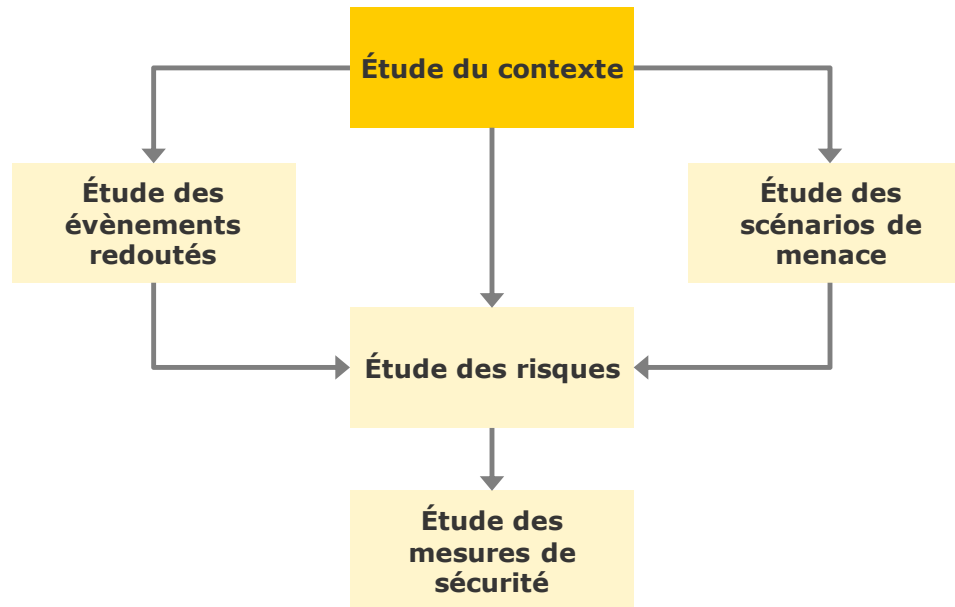 Étude du contexte
Étude des
évènements
redoutés
Étude des
scénarios de
menace
Étude des risques
Étude des
mesures de
sécurité